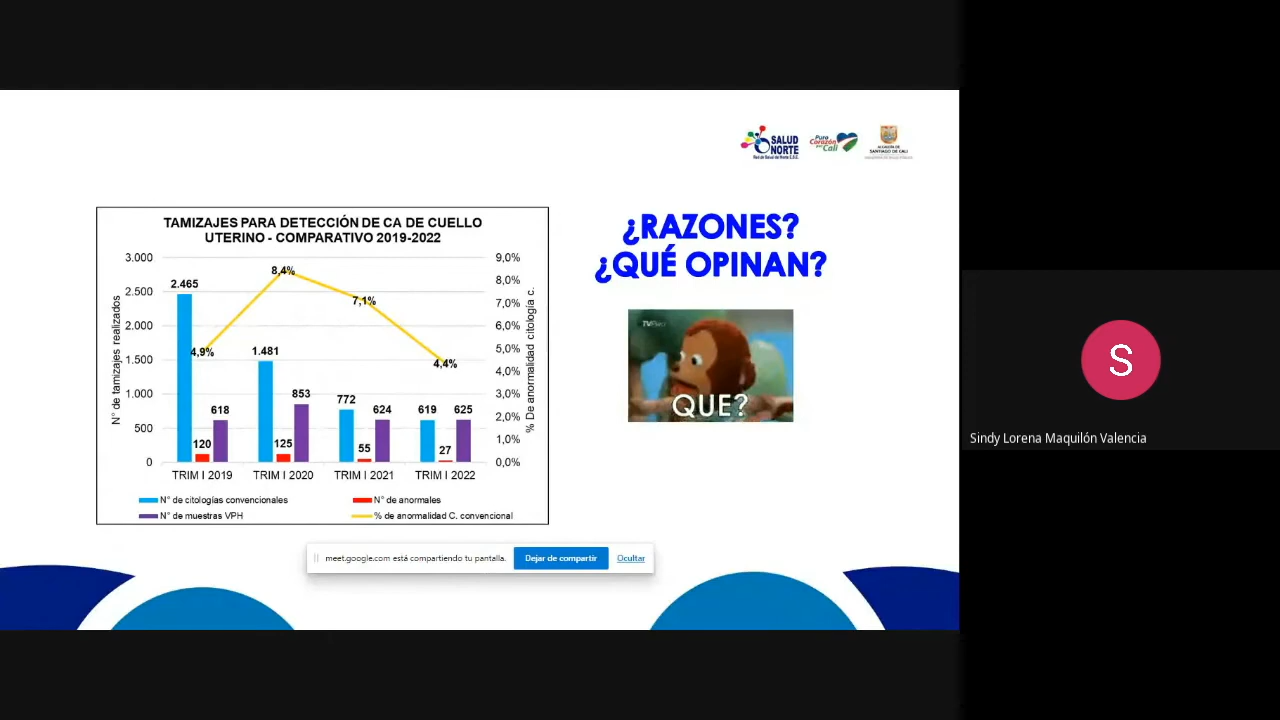 SALUD
NORTE
Red de Salud del Norte E.S.E.
Puro
Corazón
por Cali
ALCALDÍA DE
SANTIAGO DE CALI
TAMIZAJES PARA DETECCIÓN DE CA DE CUELLO
UTERINO - COMPARATIVO 2019-2022
¿RAZONES?
¿QUÉ OPINAN?
N° de tamizajes realizados
3.000
2.500
2.000
1.500
1.000
500
0
2.465
120
618
4,9%
1.481
125
853
8,4%
772
55
624
7,1%
619
27
625
4,4%
9,0%
8,0%
7,0%
6,0%
5,0%
4,0%
3,0%
2,0%
1,0%
0,0%
% De anormalidad citología c.
TRIM I 2019 TRIM I 2020 TRIM I 2021 TRIM I 2022
N° de citologías convencionales N° de anormales
N° de muestras VPH % de anormalidad C. convencional
QUE?
meet.google.com está compartiendo tu pantalla. Dejar de compartir Ocultar
S
Sindy Lorena Maquilón Valencia